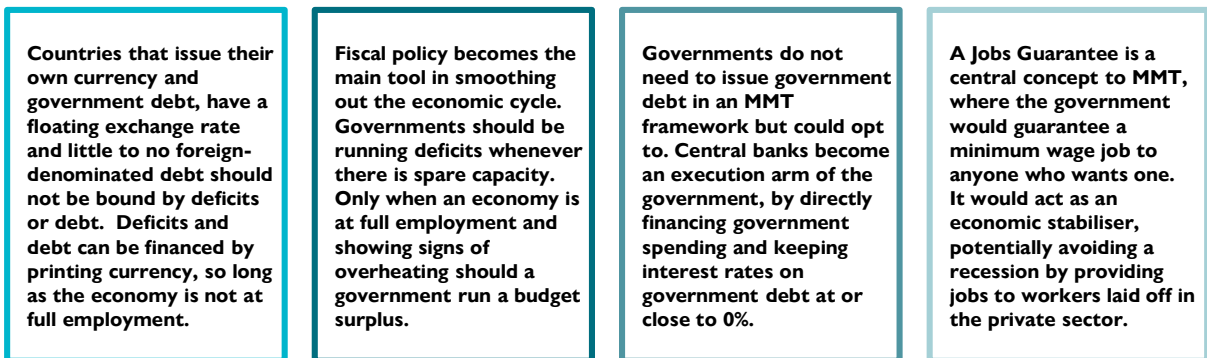 Countries that issue their
own currency and
government debt, have a
floating exchange rate
and little to no foreign-
denominated debt should
not be bound by deficits
or debt.  Deficits and
debt can be financed by
printing currency, so long
as the economy is not at
full employment.
Fiscal policy becomes the
main tool in smoothing
out the economic cycle.
Governments should be
running deficits whenever
there is spare capacity.
Only when an economy is
at full employment and
showing signs of
overheating should a
government run a budget
surplus.
Governments do not
need to issue government
debt in an MMT
framework but could opt
to. Central banks become
an execution arm of the
government, by directly
financing government
spending and keeping
interest rates on
government debt at or
close to 0%.
A Jobs Guarantee is a
central concept to MMT,
where the government
would guarantee a
minimum wage job to
anyone who wants one.
It would act as an
economic stabiliser,
potentially avoiding a
recession by providing
jobs to workers laid off in
the private sector.